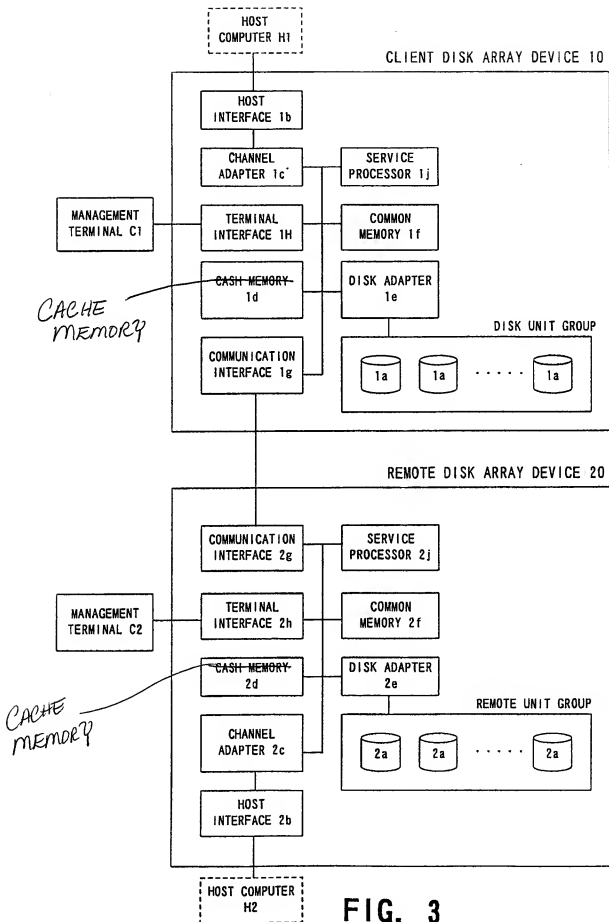 HOST
COMPUTER H1
CLIENT DISK ARRAY DEVICE 10
HOST
INTERFACE 1b
CHANNEL
ADAPTER 1c
SERVICE
PROCESSOR 1j
MANAGEMENT
TERMINAL C1
TERMINAL
INTERFACE 1H
COMMON
MEMORY 1f
CASH MEMORY
1d
DISK ADAPTER
1e
CACHE
MEMORY
DISK UNIT GROUP
COMMUNICATION
INTERFACE 1g
1a 1a ..... 1a
REMOTE DISK ARRAY DEVICE 20
COMMUNICATION
INTERFACE 2g
SERVICE
PROCESSOR 2j
MANAGEMENT
TERMINAL C2
TERMINAL
INTERFACE 2h
COMMON
MEMORY 2f
CASH MEMORY
2d
DISK ADAPTER
2e
CACHE
MEMORY
REMOTE UNIT GROUP
CHANNEL
ADAPTER 2c
2a 2a ..... 2a
HOST
INTERFACE 2b
HOST COMPUTER
H2
FIG. 3